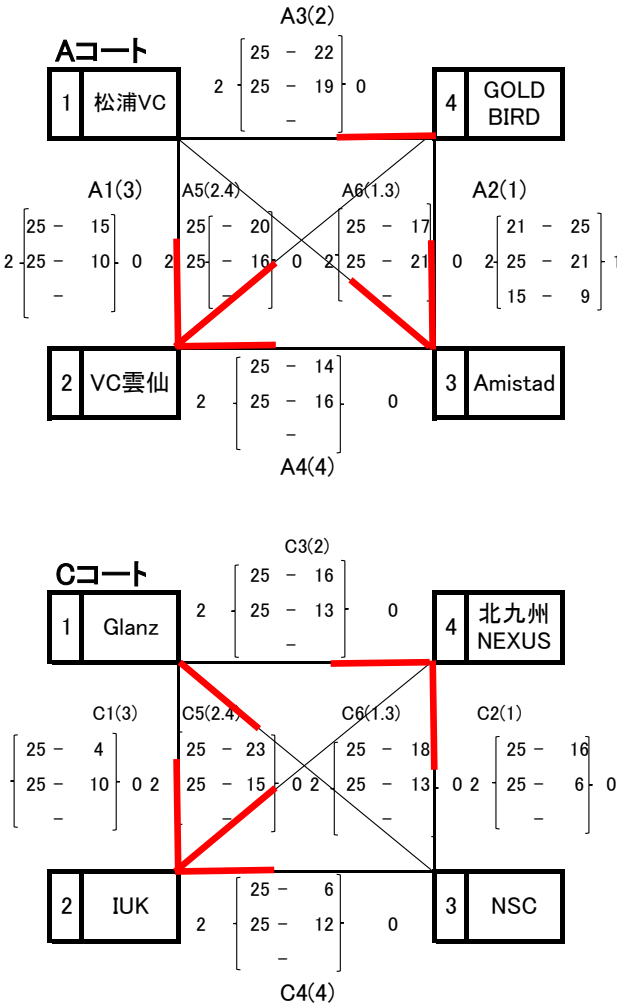 A3(2)
Aコート
25 － 22
2 25 － 19 0
－
1 松浦VC
4 GOLD BIRD
A1(3) A5(2.4) A6(1.3) A2(1)
25 － 15 25 － 20 25 － 17 21 － 25
2 25 － 10 0 2 25 － 16 0 2 25 － 21 0 2 25 － 21
－ － － 15 － 9
2 VC雲仙
3 Amistad
25 － 14
2 25 － 16 0
－
A4(4)
C3(2)
Cコート
25 － 16
2 25 － 13 0
－
1 Glanz
4 北九州 NEXUS
C1(3) C5(2.4) C6(1.3) C2(1)
25 － 4 25 － 23 25 － 18 25 － 16
25 － 10 0 2 25 － 15 0 2 25 － 13 0 2 25 － 6 0
－ － － －
2 IUK
3 NSC
25 － 6
2 25 － 12 0
－
C4(4)